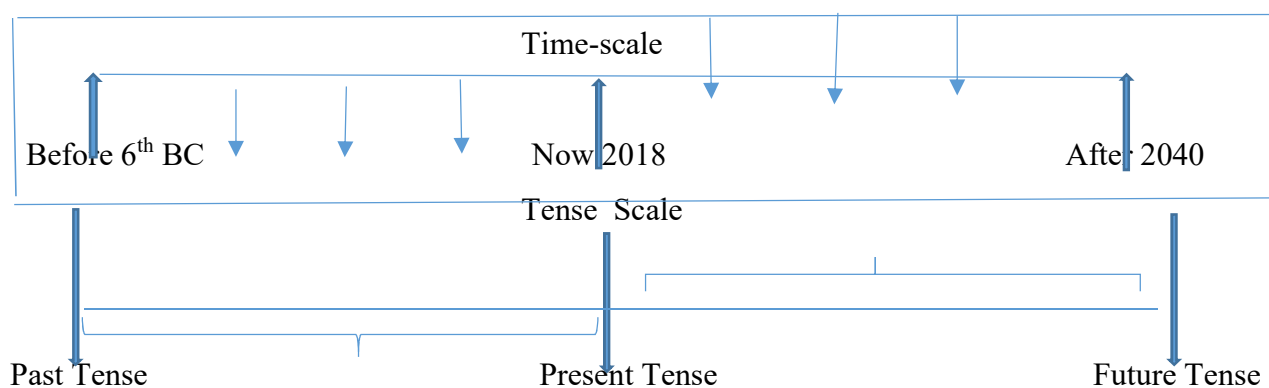 Time-scale
Before 6th BC Now 2018 After 2040
Tense Scale
Past Tense Present Tense Future Tense